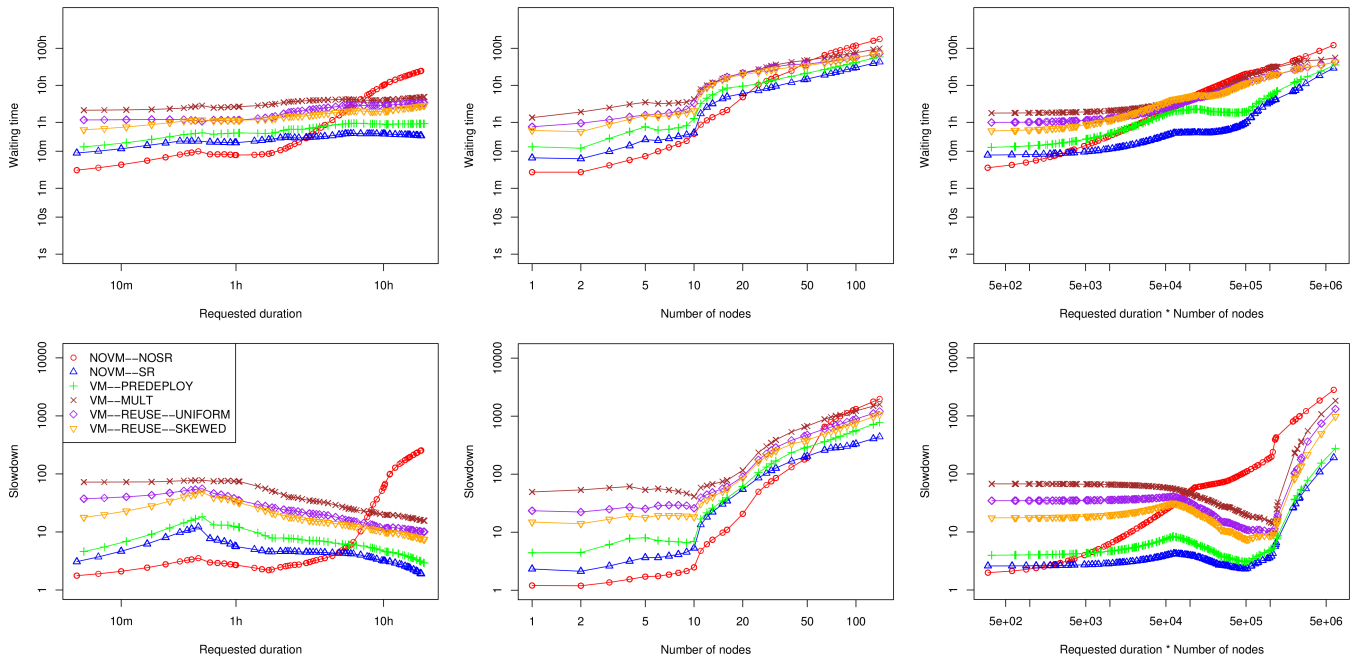 Waiting time
100h
10h
1h
10m
1m
10s
1s
10m
1h
10h
Requested duration
Waiting time
100h
10h
1h
10m
1m
10s
1s
1
2
5
10
20
50
100
Number of nodes
Waiting time
100h
10h
1h
10m
1m
10s
1s
5e+02
5e+03
5e+04
5e+05
5e+06
Requested duration * Number of nodes
Slowdown
10000
1000
100
10
1
NOVM--NOSR
NOVM--SR
VM--PREDEPLOY
VM--MULT
VM--REUSE--UNIFORM
VM--REUSE--SKEWED
10m
1h
10h
Requested duration
Slowdown
10000
1000
100
10
1
1
2
5
10
20
50
100
Number of nodes
Slowdown
10000
1000
100
10
1
5e+02
5e+03
5e+04
5e+05
5e+06
Requested duration * Number of nodes